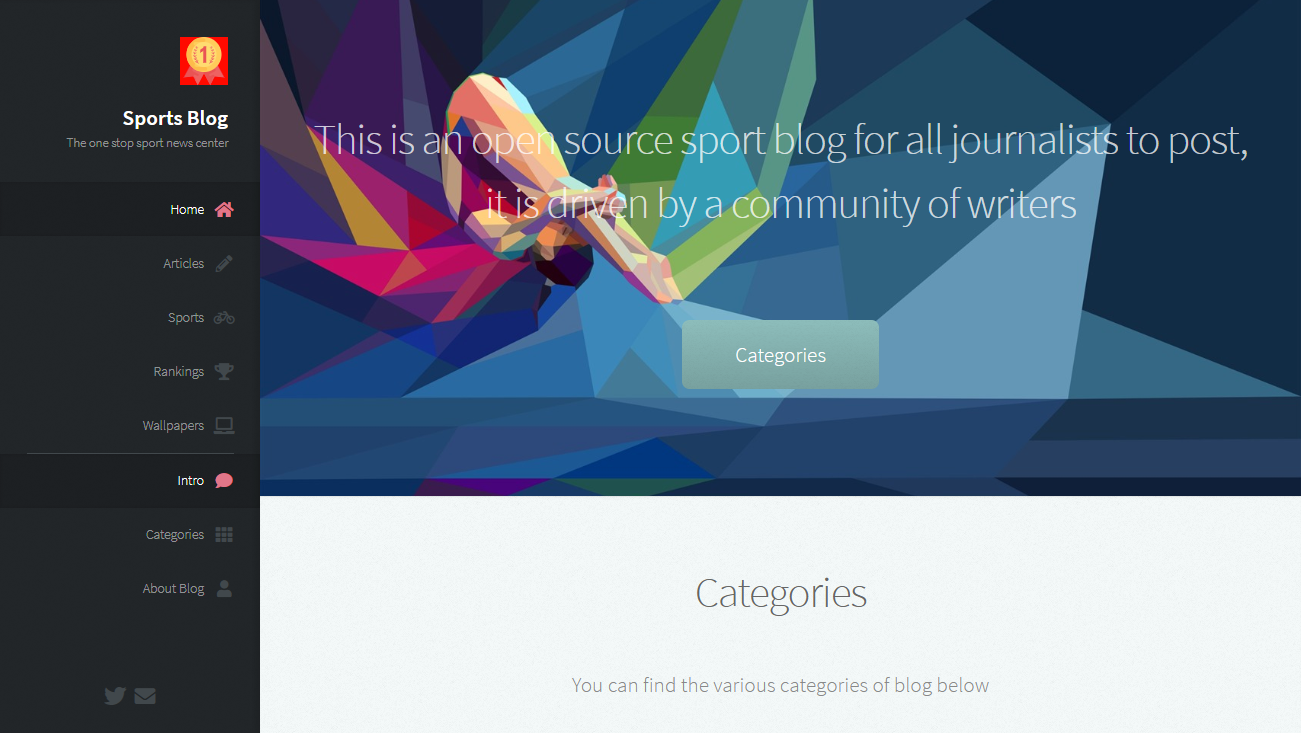 1
Sports Blog
The one stop sport news center
Home
Articles
Sports
Rankings
Wallpapers
Intro
Categories
About Blog
This is an open source sport blog for all journalists to post,
it is driven by a community of writers
Categories
Categories
You can find the various categories of blog below